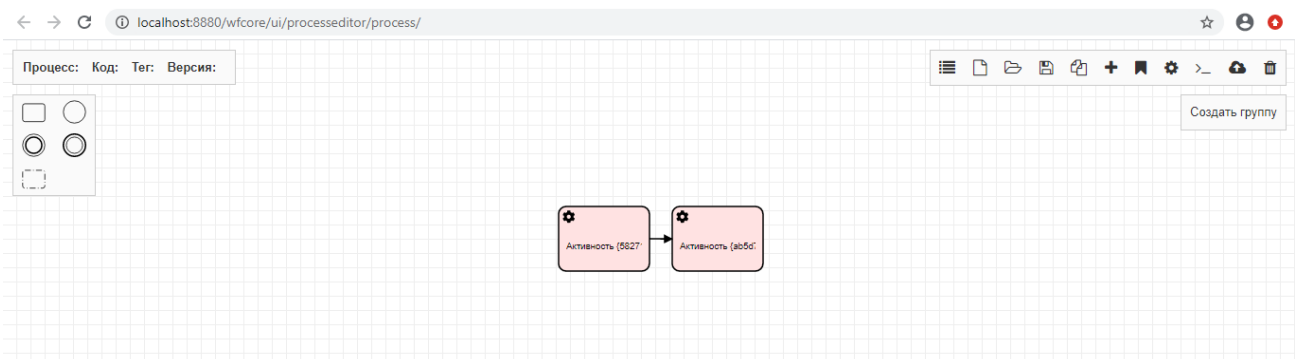 localhost:8880/wfcore/ui/processeditor/process/
Процесс: Код: Тег: Версия:
Создать группу
Активность {5827
Активность {ab5d